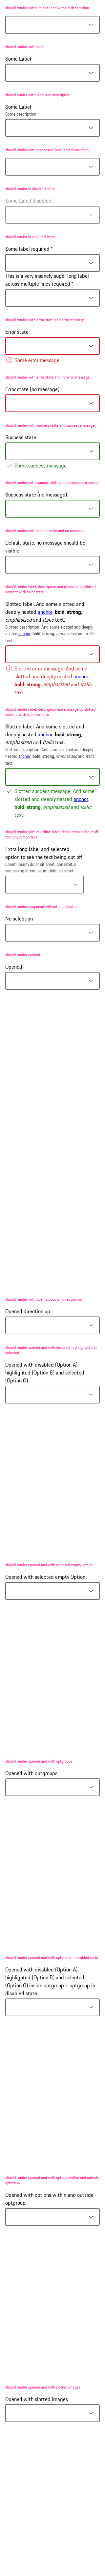 should render without label and without description
should render with label
Some Label
should render with label and description
Some Label
Some description
should render with responsive label and description
should render in disabled state
Some Label disabled
should render in required state
Some label required *
This is a very insanely super long label
across multiple lines required *
should render with error state and error message
Error state
Some error message.
should render with error state and no error message
Error state (no message)
should render with success state and success message
Success state
Some success message.
should render with success state and no success message
Success state (no message)
should render with default state and no message
Default state, no message should be
visible
should render label, description and message by slotted
content with error state
Slotted label. And some slotted and
deeply nested anchor, bold, strong,
emphasized and italic text.
Slotted description. And some slotted and deeply
nested anchor, bold, strong, emphasized and italic
text.
Slotted error message. And some
slotted and deeply nested anchor,
bold, strong, emphasized and italic
text.
should render label, description and message by slotted
content with success state
Slotted label. And some slotted and
deeply nested anchor, bold, strong,
emphasized and italic text.
Slotted description. And some slotted and deeply
nested anchor, bold, strong, emphasized and italic
text.
Slotted success message. And some
slotted and deeply nested anchor,
bold, strong, emphasized and italic
text.
should render with multiline label, description and cut off
too long option text
Extra long label and selected
option to see the text being cut off
Lorem ipsum dolor sit amet, consetetur
sadipscing lorem ipsum dolor sit amet
should render unopened without preselection
No selection
should render opened
Opened
should render with open dropdown direction up
Opened direction up
should render opened and with disabled, highlighted and
selected
Opened with disabled (Option A),
highlighted (Option B) and selected
(Option C)
should render opened and with selected empty option
Opened with selected empty Option
should render opened and with optgroups
Opened with optgroups
should render opened and with optgroup in disabled state
Opened with disabled (Option A),
highlighted (Option B) and selected
(Option C) inside optgroup + optgroup in
disabled state
should render opened and with options within and outside
optgroup
Opened with options within and outside
optgroup
should render opened and with slotted images
Opened with slotted images